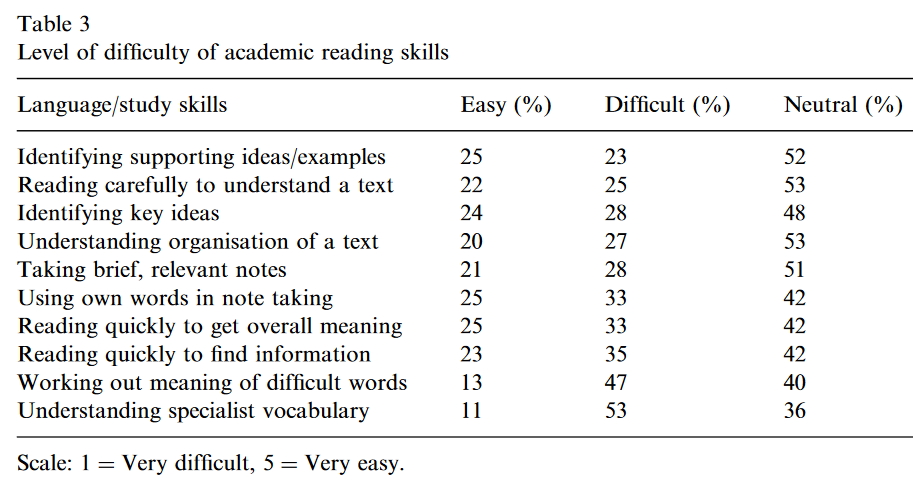 Table 3
Level of difficulty of academic reading skills
Language/study skills Easy (%) Difficult (%) Neutral (%)
Identifying supporting ideas/examples 25 23 52
Reading carefully to understand a text 22 25 53
Identifying key ideas 24 28 48
Understanding organisation of a text 20 27 53
Taking brief, relevant notes 21 28 51
Using own words in note taking 25 33 42
Reading quickly to get overall meaning 25 33 42
Reading quickly to find information 23 35 42
Working out meaning of difficult words 13 47 40
Understanding specialist vocabulary 11 53 36
Scale: 1 = Very difficult, 5 = Very easy.